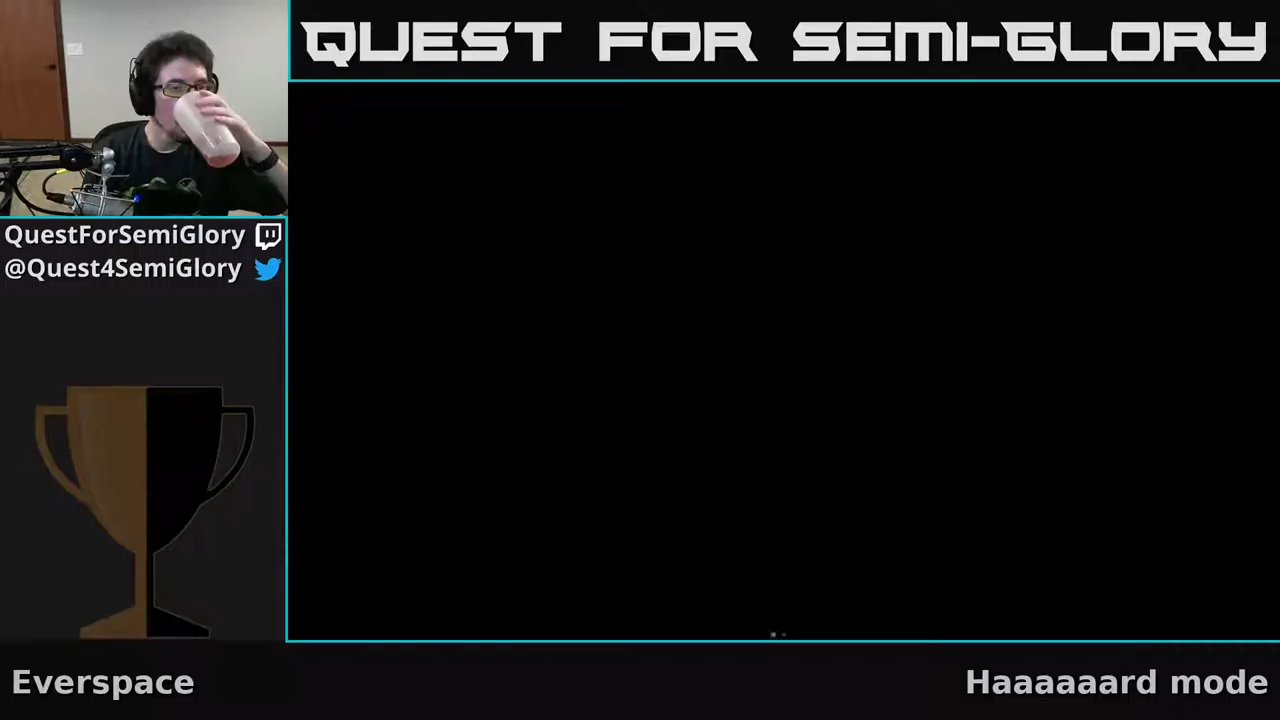 QUEST FOR SEMI-GLORY
QuestForSemiGlory
@Quest4SemiGlory
Everspace
Haaaaaard mode